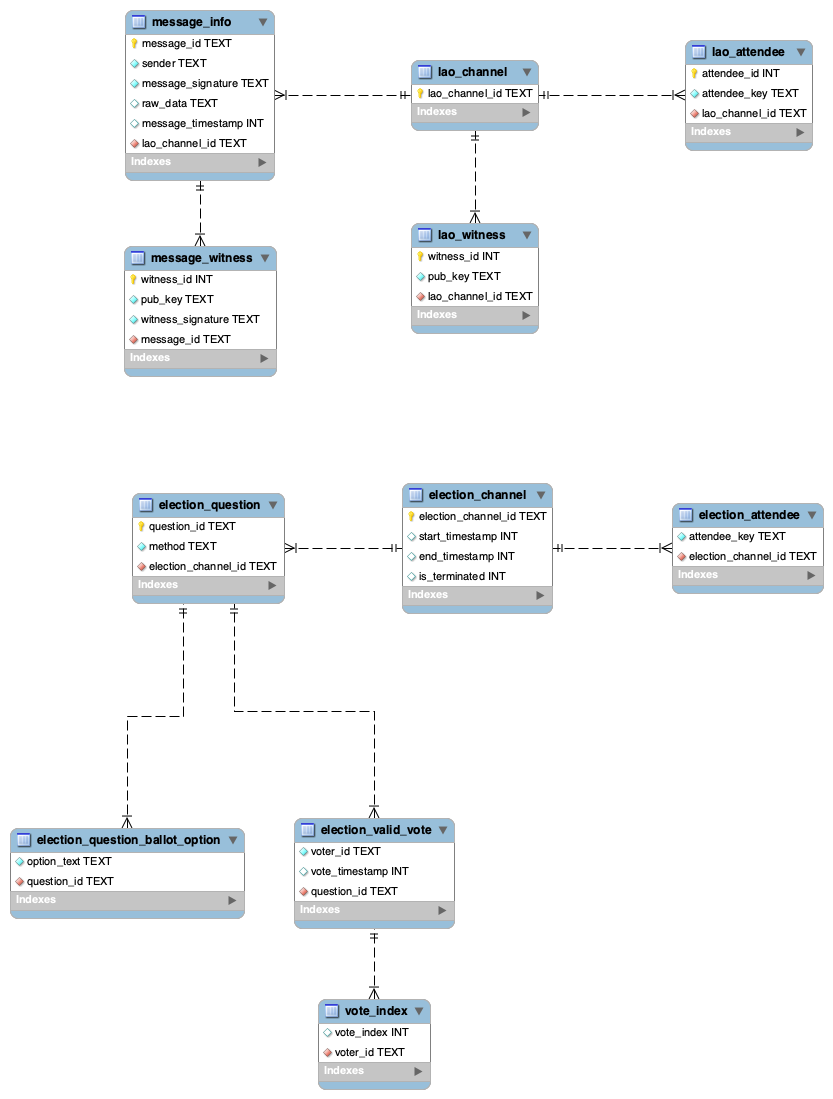 message_info
message_id TEXT
sender TEXT
message_signature TEXT
raw_data TEXT
message_timestamp INT
lao_channel_id TEXT
Indexes
lao_channel
lao_channel_id TEXT
Indexes
lao_attendee
attendee_id INT
attendee_key TEXT
lao_channel_id TEXT
Indexes
message_witness
witness_id INT
pub_key TEXT
witness_signature TEXT
message_id TEXT
Indexes
lao_witness
witness_id INT
pub_key TEXT
lao_channel_id TEXT
Indexes
election_question
question_id TEXT
method TEXT
election_channel_id TEXT
Indexes
election_channel
election_channel_id TEXT
start_timestamp INT
end_timestamp INT
is_terminated INT
Indexes
election_attendee
attendee_key TEXT
election_channel_id TEXT
Indexes
election_question_ballot_option
option_text TEXT
question_id TEXT
Indexes
election_valid_vote
voter_id TEXT
vote_timestamp INT
question_id TEXT
Indexes
vote_index
vote_index INT
voter_id TEXT
Indexes